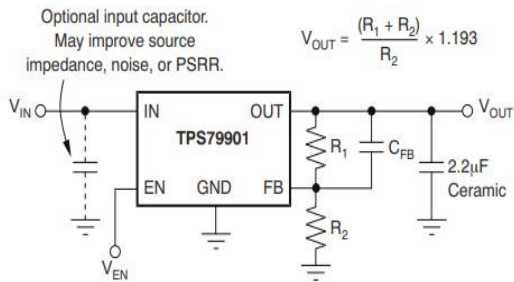 Optional input capacitor.
May improve source
impedance, noise, or PSRR.
V_OUT = (R_1 + R_2) / R_2 × 1.193
V_IN
IN
OUT
V_OUT
TPS79901
R_1
C_FB
2.2µF
Ceramic
EN
GND
FB
R_2
V_EN